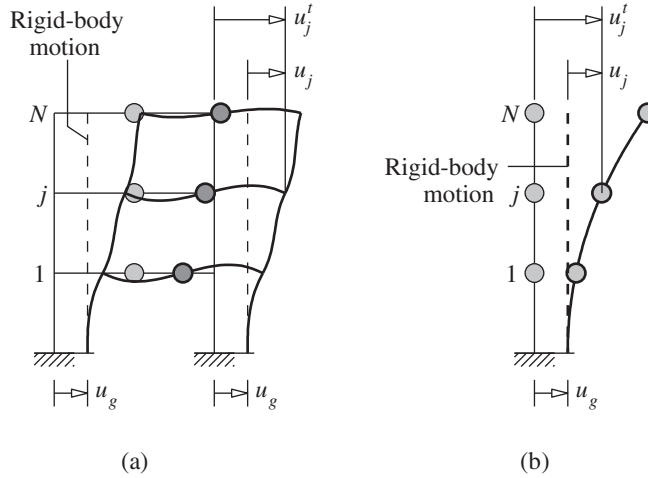 Rigid-body
motion
u_j^t
u_j
N
j
1
u_g
u_g
(a)
u_j^t
u_j
N
Rigid-body
motion
j
1
u_g
(b)